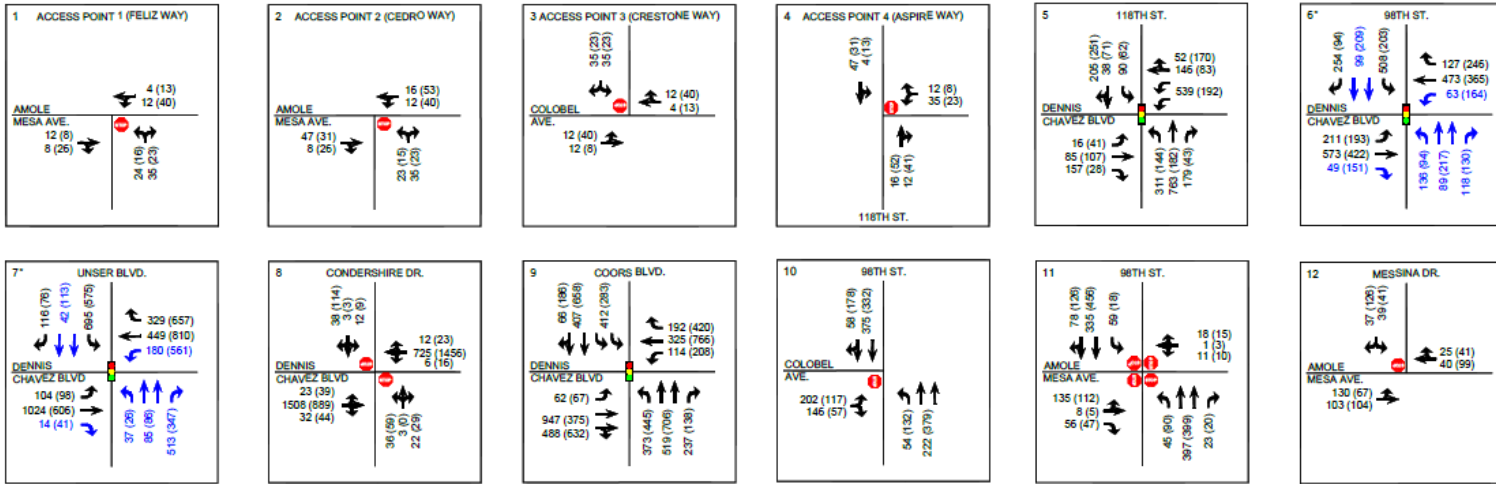 1 ACCESS POINT 1 (FELIZ WAY)
4 (13)
12 (40)
AMOLE
MESA AVE.
STOP
12 (8)
8 (26)
24 (16)
35 (23)
2 ACCESS POINT 2 (CEDRO WAY)
16 (53)
12 (40)
AMOLE
MESA AVE.
STOP
47 (31)
8 (26)
23 (15)
35 (23)
3 ACCESS POINT 3 (CRESTONE WAY)
35 (23)
35 (23)
STOP
12 (40)
4 (13)
COLOBEL
AVE.
12 (40)
12 (8)
4 ACCESS POINT 4 (ASPIRE WAY)
47 (31)
4 (13)
STOP
12 (8)
35 (23)
16 (52)
12 (41)
118TH ST.
5 118TH ST.
205 (251)
38 (71)
90 (62)
52 (170)
146 (83)
539 (192)
DENNIS
CHAVEZ BLVD
16 (41)
85 (107)
157 (28)
311 (144)
763 (182)
179 (43)
6* 98TH ST.
254 (94)
99 (209)
508 (203)
127 (246)
473 (365)
63 (164)
DENNIS
CHAVEZ BLVD
211 (193)
573 (422)
49 (151)
136 (94)
89 (217)
118 (130)
7* UNSER BLVD.
116 (76)
42 (113)
695 (575)
329 (657)
449 (810)
180 (561)
DENNIS
CHAVEZ BLVD
104 (98)
1024 (606)
14 (41)
37 (26)
85 (86)
513 (347)
8 CONDERSHIRE DR.
38 (114)
3 (3)
12 (9)
12 (23)
725 (1456)
6 (16)
DENNIS
CHAVEZ BLVD
STOP
STOP
23 (39)
1508 (889)
32 (44)
36 (59)
3 (0)
22 (29)
9 COORS BLVD.
66 (186)
407 (658)
412 (283)
192 (420)
325 (766)
114 (208)
DENNIS
CHAVEZ BLVD
62 (67)
947 (375)
488 (632)
373 (445)
519 (706)
237 (138)
10 98TH ST.
58 (178)
375 (332)
COLOBEL
AVE.
STOP
202 (117)
146 (57)
54 (132)
222 (379)
11 98TH ST.
78 (126)
335 (456)
59 (18)
18 (15)
1 (3)
11 (10)
AMOLE
MESA AVE.
STOP
STOP
STOP
STOP
135 (112)
8 (5)
56 (47)
45 (90)
397 (399)
23 (20)
12 MESSINA DR.
37 (126)
39 (41)
STOP
25 (41)
40 (99)
AMOLE
MESA AVE.
130 (67)
103 (104)